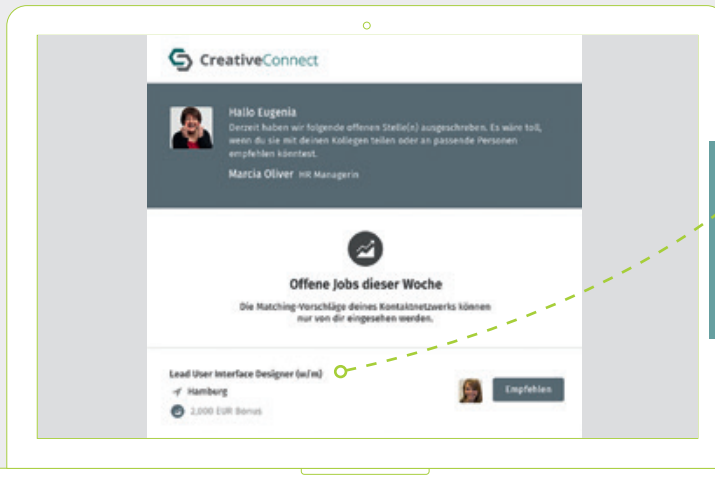 CreativeConnect
Hallo Eugenia
Derzeit haben wir folgende offenen Stelle(n) ausgeschreben. Es wäre toll,
wenn du sie mit deinen Kollegen teilen oder an passende Personen
empfehlen könntest.
Marcia Oliver HR Managerin
Offene Jobs dieser Woche
Die Matching-Vorschläge deines Kontaktnetzwerks können
nur von dir eingesehen werden.
Lead User Interface Designer (w/m)
Hamburg
Empfehlen
2,000 EUR Bonus